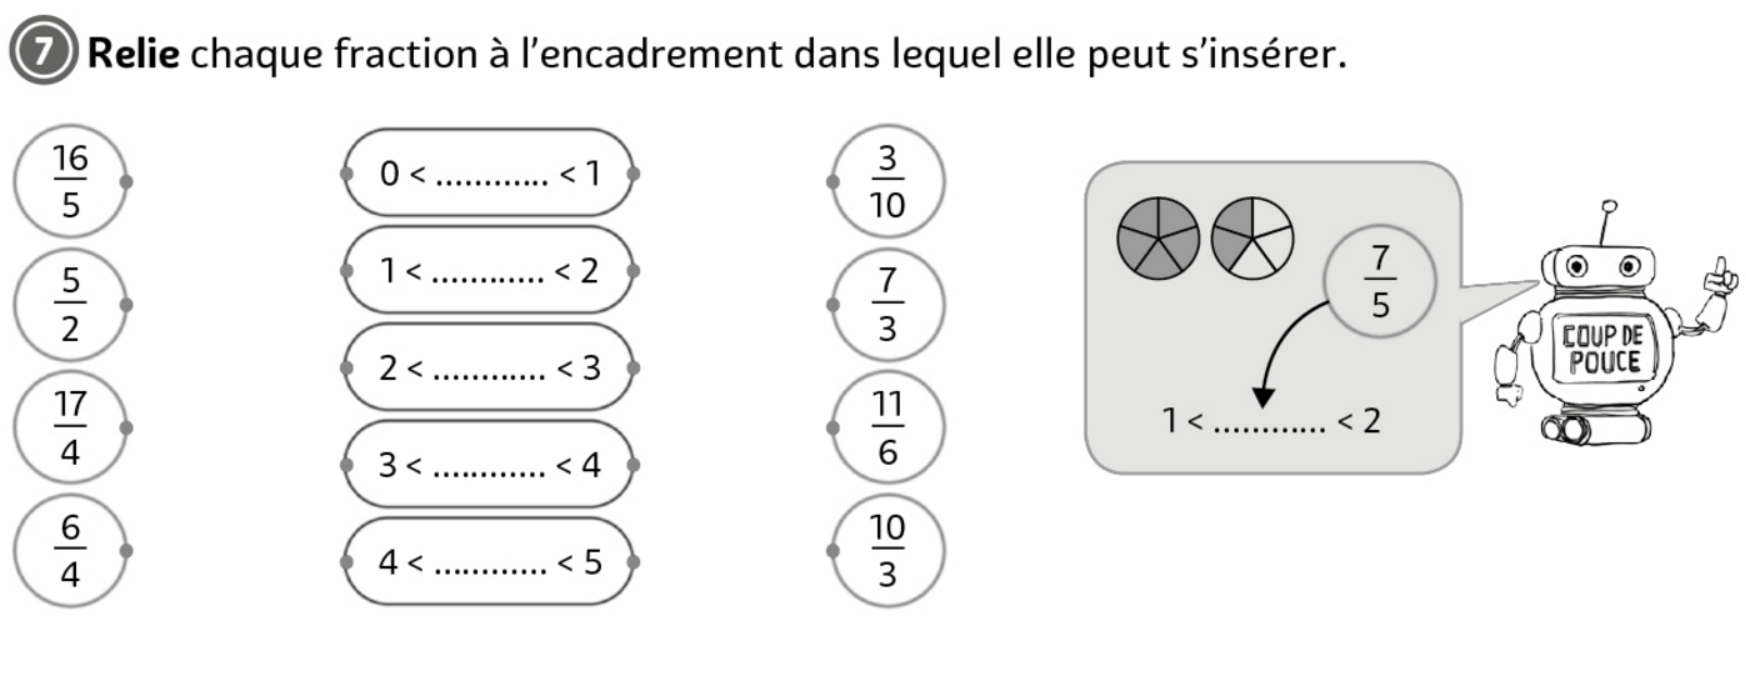 7 Relie chaque fraction à l'encadrement dans lequel elle peut s'insérer.
16/5
5/2
17/4
6/4
0 < ............ < 1
1 < ............ < 2
2 < ............ < 3
3 < ............ < 4
4 < ............ < 5
3/10
7/3
11/6
10/3
7/5
1 < ............ < 2
COUP DE
POUCE